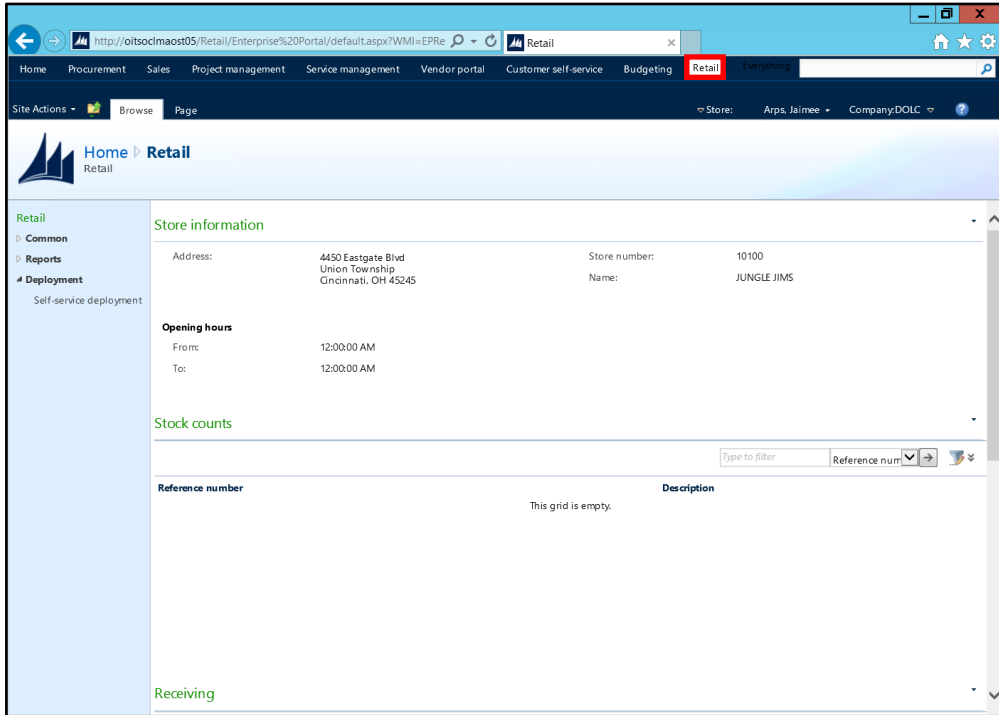 http://oitsoclmaost05/Retail/Enterprise%20Portal/default.aspx?WMI=EPRe
Retail
Home Procurement Sales Project management Service management Vendor portal Customer self-service Budgeting Retail Everything
Site Actions Browse Page Store: Arps, Jaimee Company:DOLC
Home Retail
Retail
Retail
Common
Reports
Deployment
Self-service deployment
Store information
Address: 4450 Eastgate Blvd Store number: 10100
Union Township
Cincinnati, OH 45245
Name: JUNGLE JIMS
Opening hours
From: 12:00:00 AM
To: 12:00:00 AM
Stock counts
Type to filter Reference num
Reference number Description
This grid is empty.
Receiving